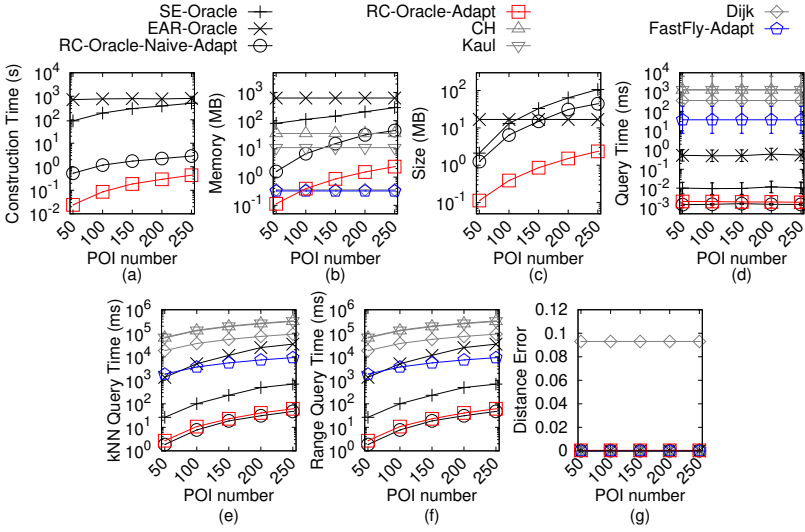 SE-Oracle
EAR-Oracle
RC-Oracle-Naive-Adapt
RC-Oracle-Adapt
CH
Kaul
Dijk
FastFly-Adapt
Construction Time (s)
10^4
10^3
10^2
10^1
10^0
10^-1
10^-2
50 100 150 200 250
POI number
(a)
Memory (MB)
10^3
10^2
10^1
10^0
10^-1
50 100 150 200 250
POI number
(b)
Size (MB)
10^2
10^1
10^0
10^-1
50 100 150 200 250
POI number
(c)
Query Time (ms)
10^4
10^3
10^2
10^1
10^0
10^-1
10^-2
10^-3
50 100 150 200 250
POI number
(d)
kNN Query Time (ms)
10^6
10^5
10^4
10^3
10^2
10^1
10^0
50 100 150 200 250
POI number
(e)
Range Query Time (ms)
10^6
10^5
10^4
10^3
10^2
10^1
10^0
50 100 150 200 250
POI number
(f)
Distance Error
0.12
0.1
0.08
0.06
0.04
0.02
0
50 100 150 200 250
POI number
(g)